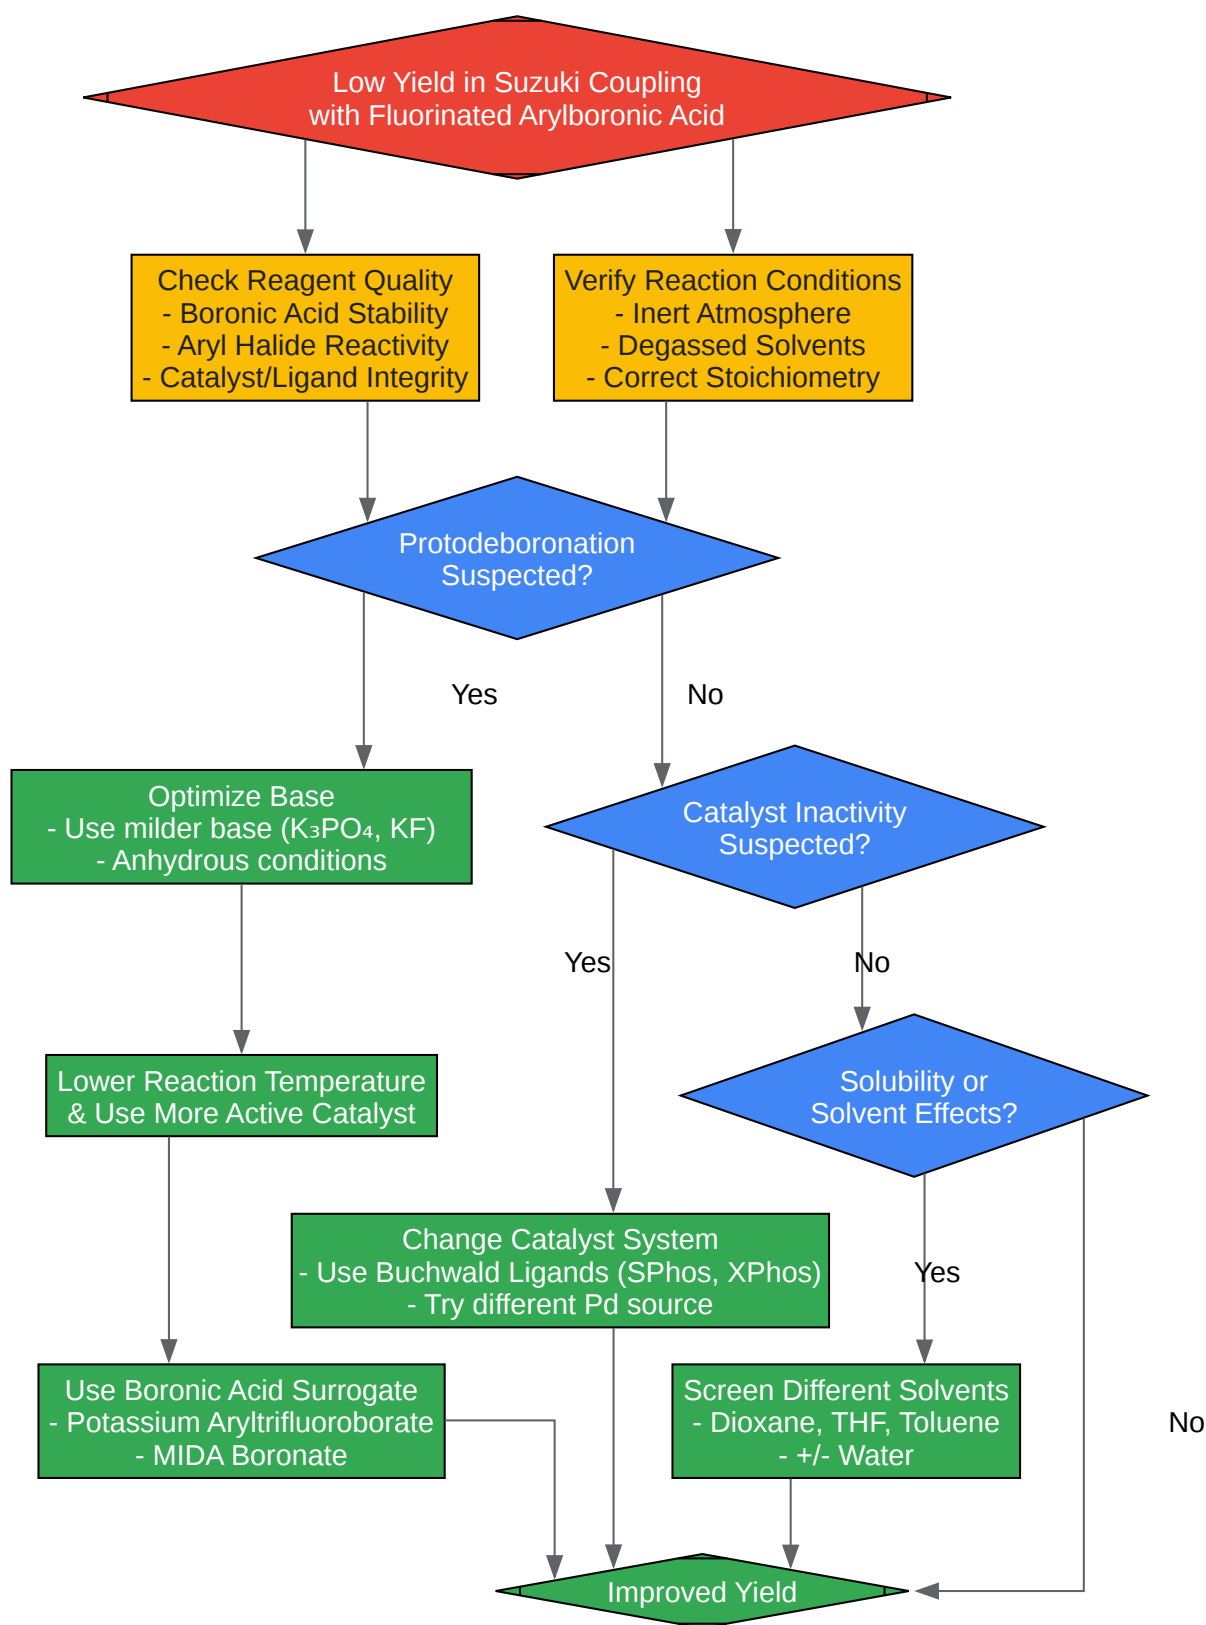 Low Yield in Suzuki Coupling
with Fluorinated Arylboronic Acid
Check Reagent Quality
- Boronic Acid Stability
- Aryl Halide Reactivity
- Catalyst/Ligand Integrity
Verify Reaction Conditions
- Inert Atmosphere
- Degassed Solvents
- Correct Stoichiometry
Protodeboronation
Suspected?
Yes
No
Optimize Base
- Use milder base (K₃PO₄, KF)
- Anhydrous conditions
Catalyst Inactivity
Suspected?
Yes
No
Lower Reaction Temperature
& Use More Active Catalyst
Solubility or
Solvent Effects?
Change Catalyst System
- Use Buchwald Ligands (SPhos, XPhos)
- Try different Pd source
Yes
Use Boronic Acid Surrogate
- Potassium Aryltrifluoroborate
- MIDA Boronate
Screen Different Solvents
- Dioxane, THF, Toluene
- +/- Water
No
Improved Yield